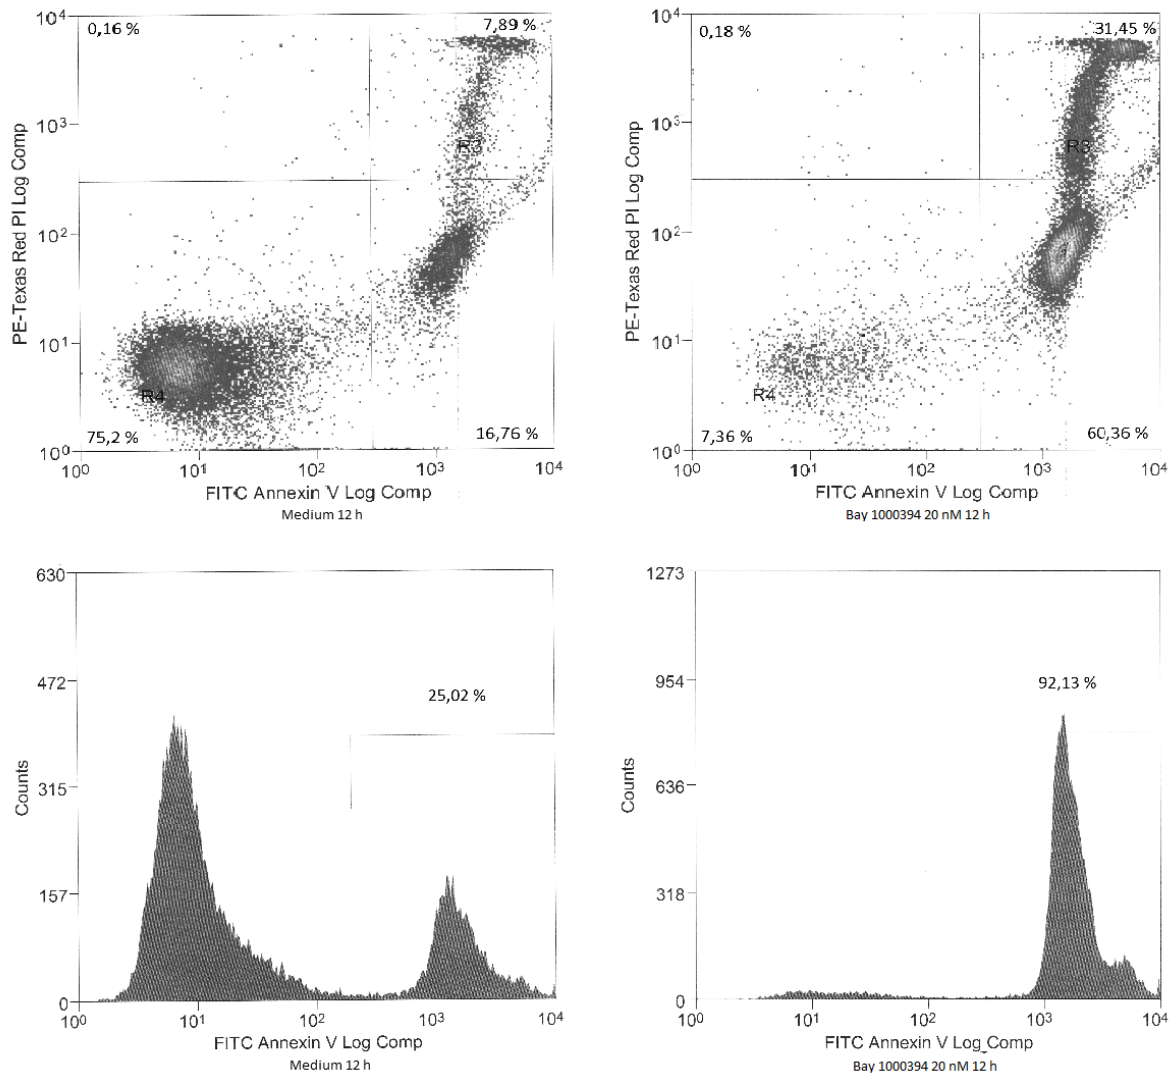 10⁴
0,16 %
7,89 %
10³
R3
10²
10¹
R4
75,2 %
16,76 %
10⁰
10⁰ 10¹ 10² 10³ 10⁴
PE-Texas Red PI Log Comp
FITC Annexin V Log Comp
Medium 12 h
10⁴
0,18 %
31,45 %
10³
R3
10²
10¹
R4
7,36 %
60,36 %
10⁰
10⁰ 10¹ 10² 10³ 10⁴
PE-Texas Red PI Log Comp
FITC Annexin V Log Comp
Bay 1000394 20 nM 12 h
630
472
25,02 %
315
157
0
10⁰ 10¹ 10² 10³ 10⁴
Counts
FITC Annexin V Log Comp
Medium 12 h
1273
954
92,13 %
636
318
0
10⁰ 10¹ 10² 10³ 10⁴
Counts
FITC Annexin V Log Comp
Bay 1000394 20 nM 12 h